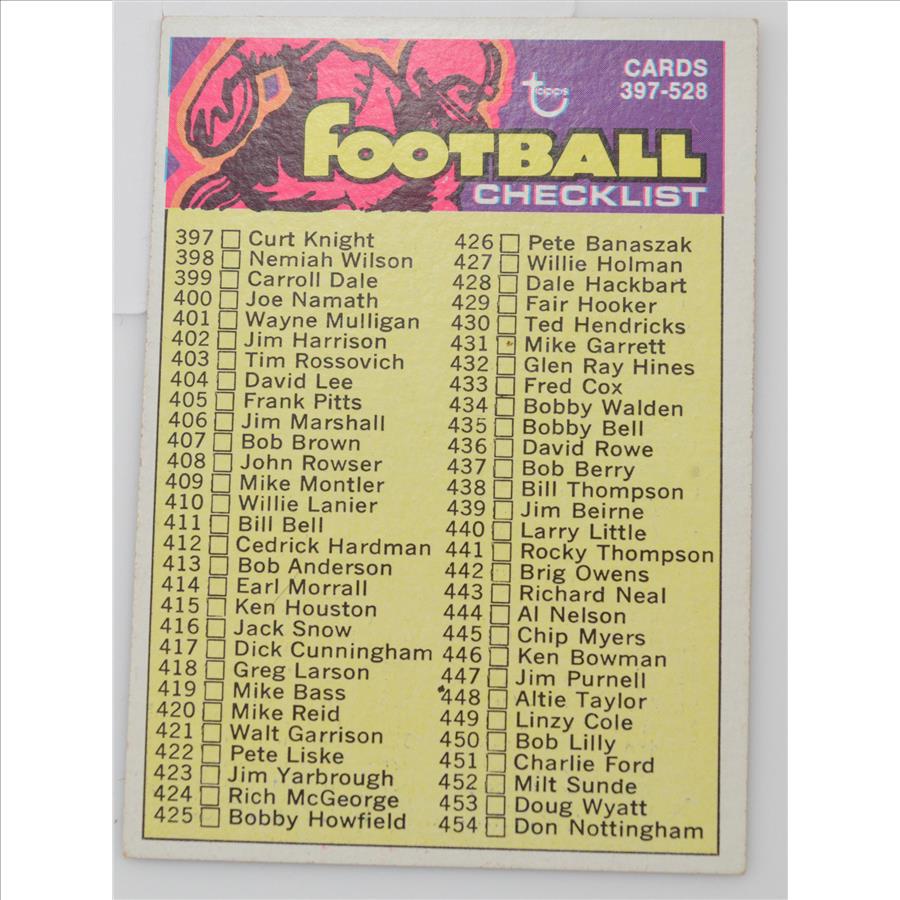 CARDS
397-528
topps
FOOTBALL
CHECKLIST
397 Curt Knight
398 Nemiah Wilson
399 Carroll Dale
400 Joe Namath
401 Wayne Mulligan
402 Jim Harrison
403 Tim Rossovich
404 David Lee
405 Frank Pitts
406 Jim Marshall
407 Bob Brown
408 John Rowser
409 Mike Montler
410 Willie Lanier
411 Bill Bell
412 Cedrick Hardman
413 Bob Anderson
414 Earl Morrall
415 Ken Houston
416 Jack Snow
417 Dick Cunningham
418 Greg Larson
419 Mike Bass
420 Mike Reid
421 Walt Garrison
422 Pete Liske
423 Jim Yarbrough
424 Rich McGeorge
425 Bobby Howfield
426 Pete Banaszak
427 Willie Holman
428 Dale Hackbart
429 Fair Hooker
430 Ted Hendricks
431 Mike Garrett
432 Glen Ray Hines
433 Fred Cox
434 Bobby Walden
435 Bobby Bell
436 David Rowe
437 Bob Berry
438 Bill Thompson
439 Jim Beirne
440 Larry Little
441 Rocky Thompson
442 Brig Owens
443 Richard Neal
444 Al Nelson
445 Chip Myers
446 Ken Bowman
447 Jim Purnell
448 Altie Taylor
449 Linzy Cole
450 Bob Lilly
451 Charlie Ford
452 Milt Sunde
453 Doug Wyatt
454 Don Nottingham